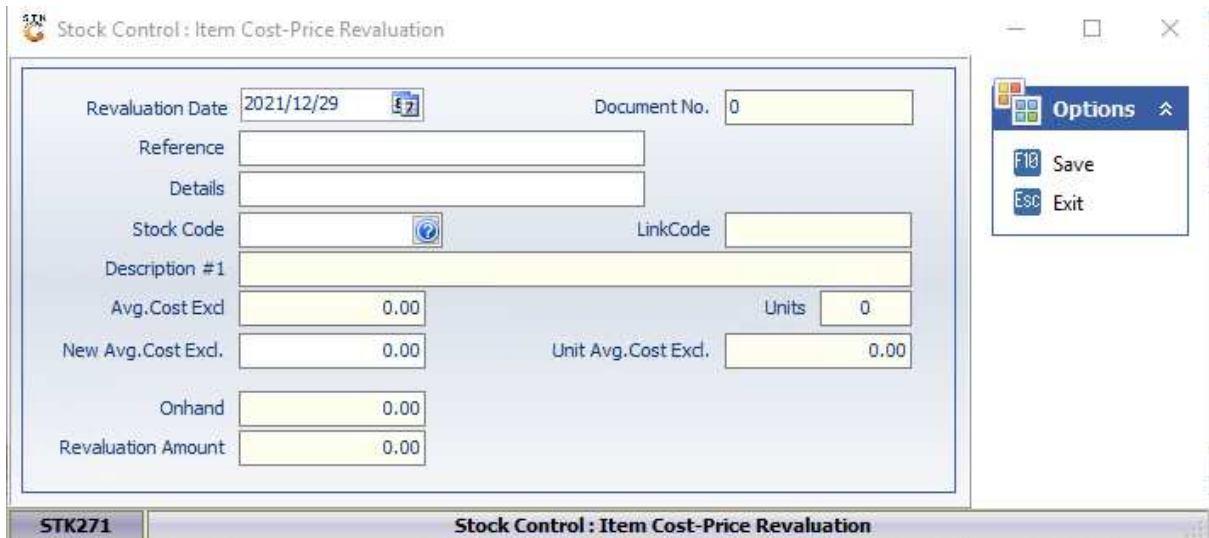 STK
Stock Control : Item Cost-Price Revaluation
Revaluation Date 2021/12/29 Document No. 0
Reference
Details
Stock Code LinkCode
Description #1
Avg.Cost Excl 0.00 Units 0
New Avg.Cost Excl. 0.00 Unit Avg.Cost Excl. 0.00
Onhand 0.00
Revaluation Amount 0.00
Options
F10 Save
Esc Exit
STK271 Stock Control : Item Cost-Price Revaluation